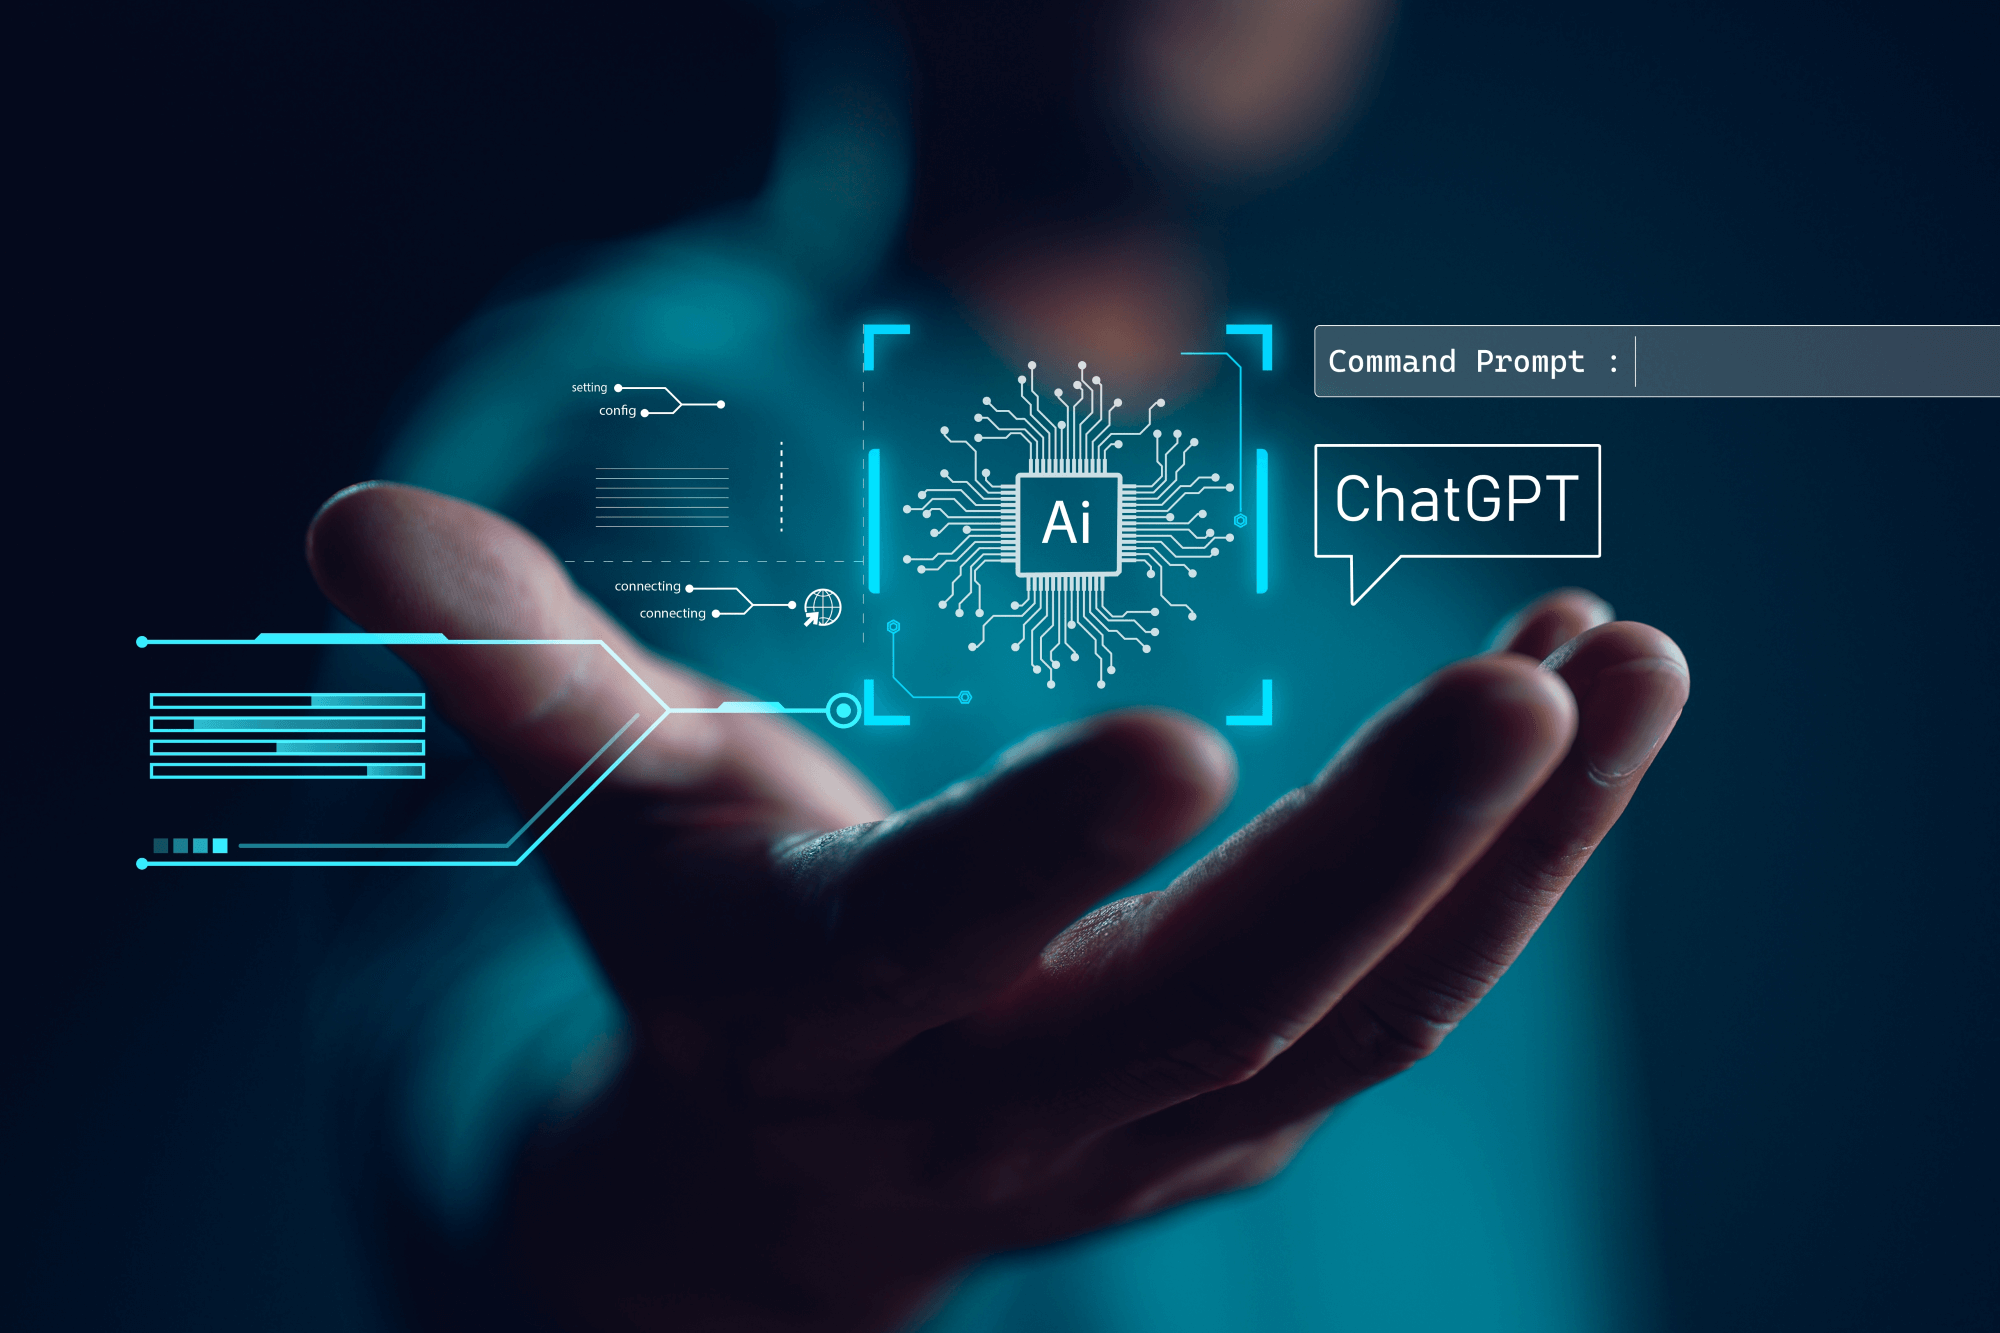 setting
config
connecting
connecting
Ai
Command Prompt :
ChatGPT